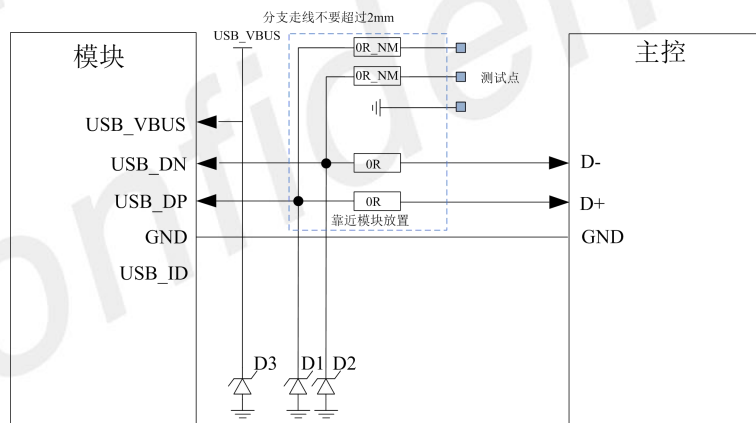 分支走线不要超过2mm
USB_VBUS
模块
主控
0R_NM
0R_NM
测试点
USB_VBUS
USB_DN
0R
D-
USB_DP
0R
D+
靠近模块放置
GND
GND
USB_ID
D3
D1
D2
onfiden